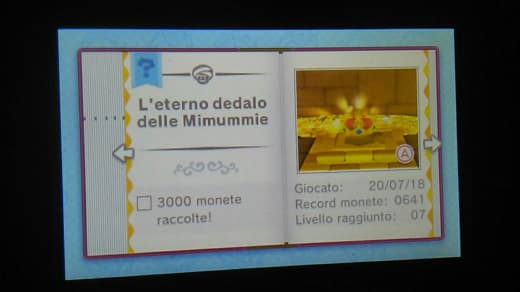 ?
L'eterno dedalo
delle Mimummie
3000 monete
raccolte!
A
Giocato: 20/07/18
Record monete: 0641
Livello raggiunto: 07